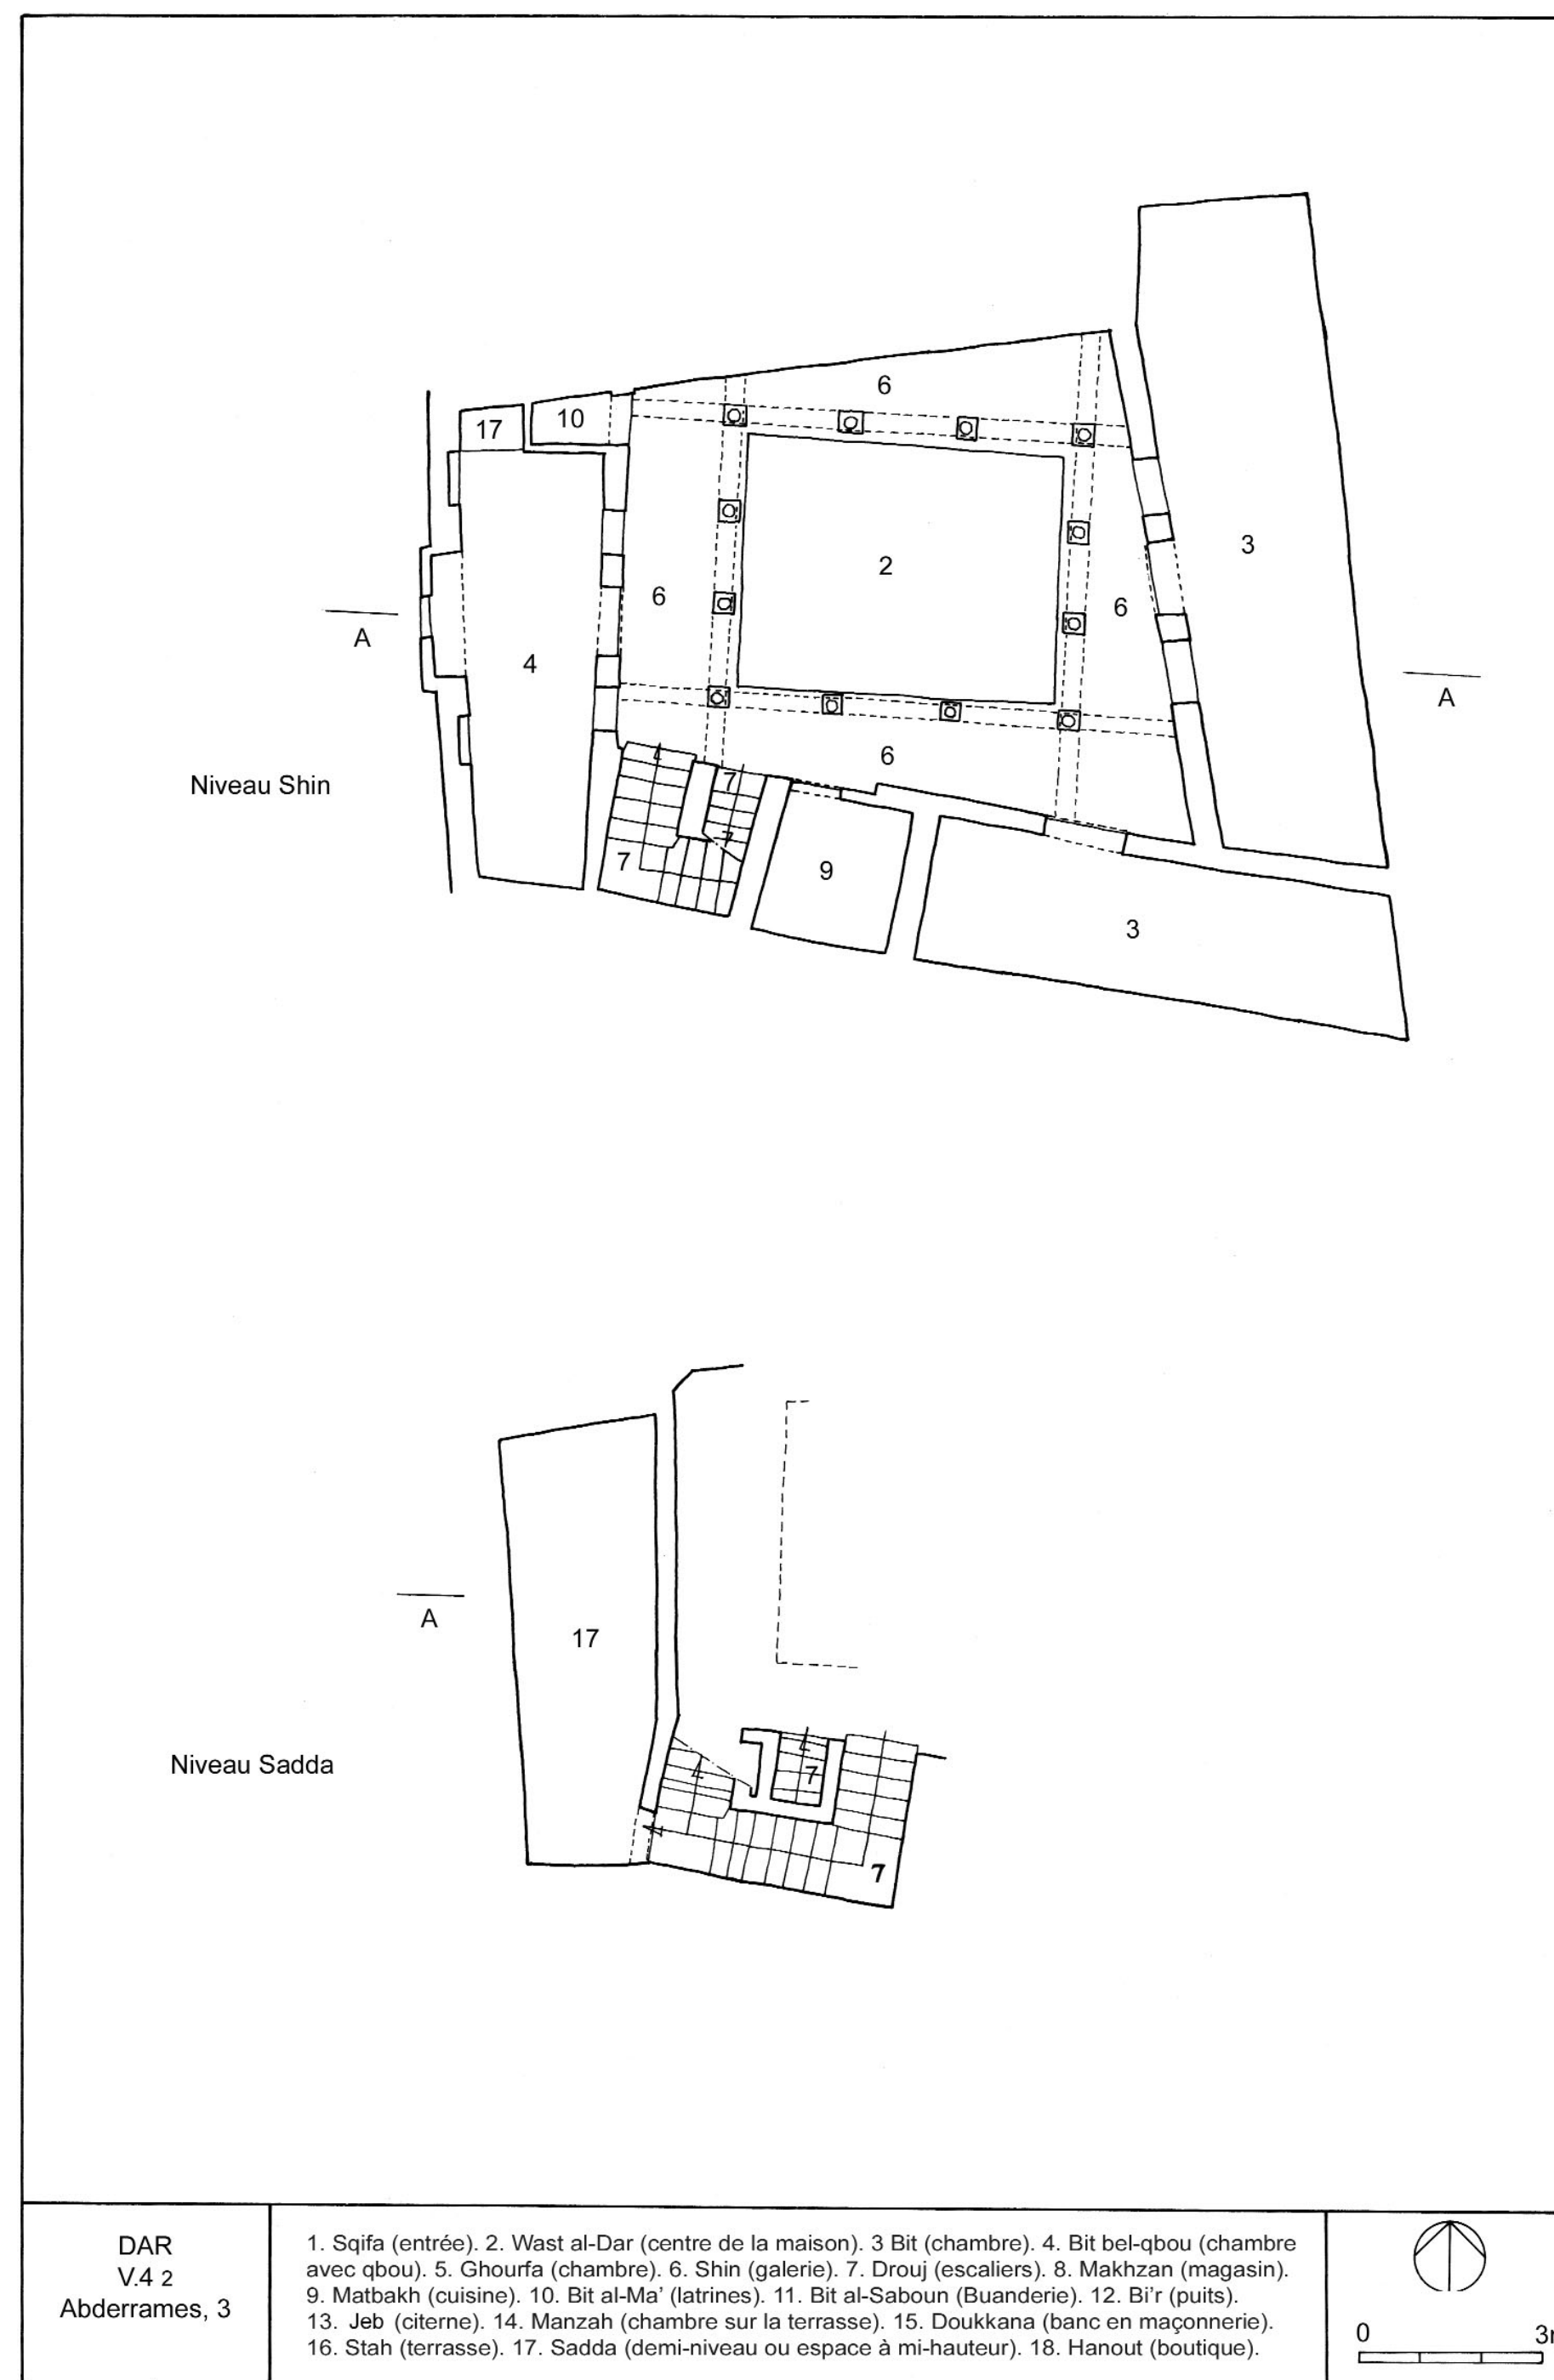 17
10
6
3
2
6
6
A
4
A
6
7
Niveau Shin
7
7
9
3
A
17
Niveau Sadda
7
7
DAR
V.4 2
Abderrames, 3
1. Sqifa (entrée). 2. Wast al-Dar (centre de la maison). 3 Bit (chambre). 4. Bit bel-qbou (chambre
avec qbou). 5. Ghourfa (chambre). 6. Shin (galerie). 7. Drouj (escaliers). 8. Makhzan (magasin).
9. Matbakh (cuisine). 10. Bit al-Ma’ (latrines). 11. Bit al-Saboun (Buanderie). 12. Bi’r (puits).
13. Jeb (citerne). 14. Manzah (chambre sur la terrasse). 15. Doukkana (banc en maçonnerie).
16. Stah (terrasse). 17. Sadda (demi-niveau ou espace à mi-hauteur). 18. Hanout (boutique).
0